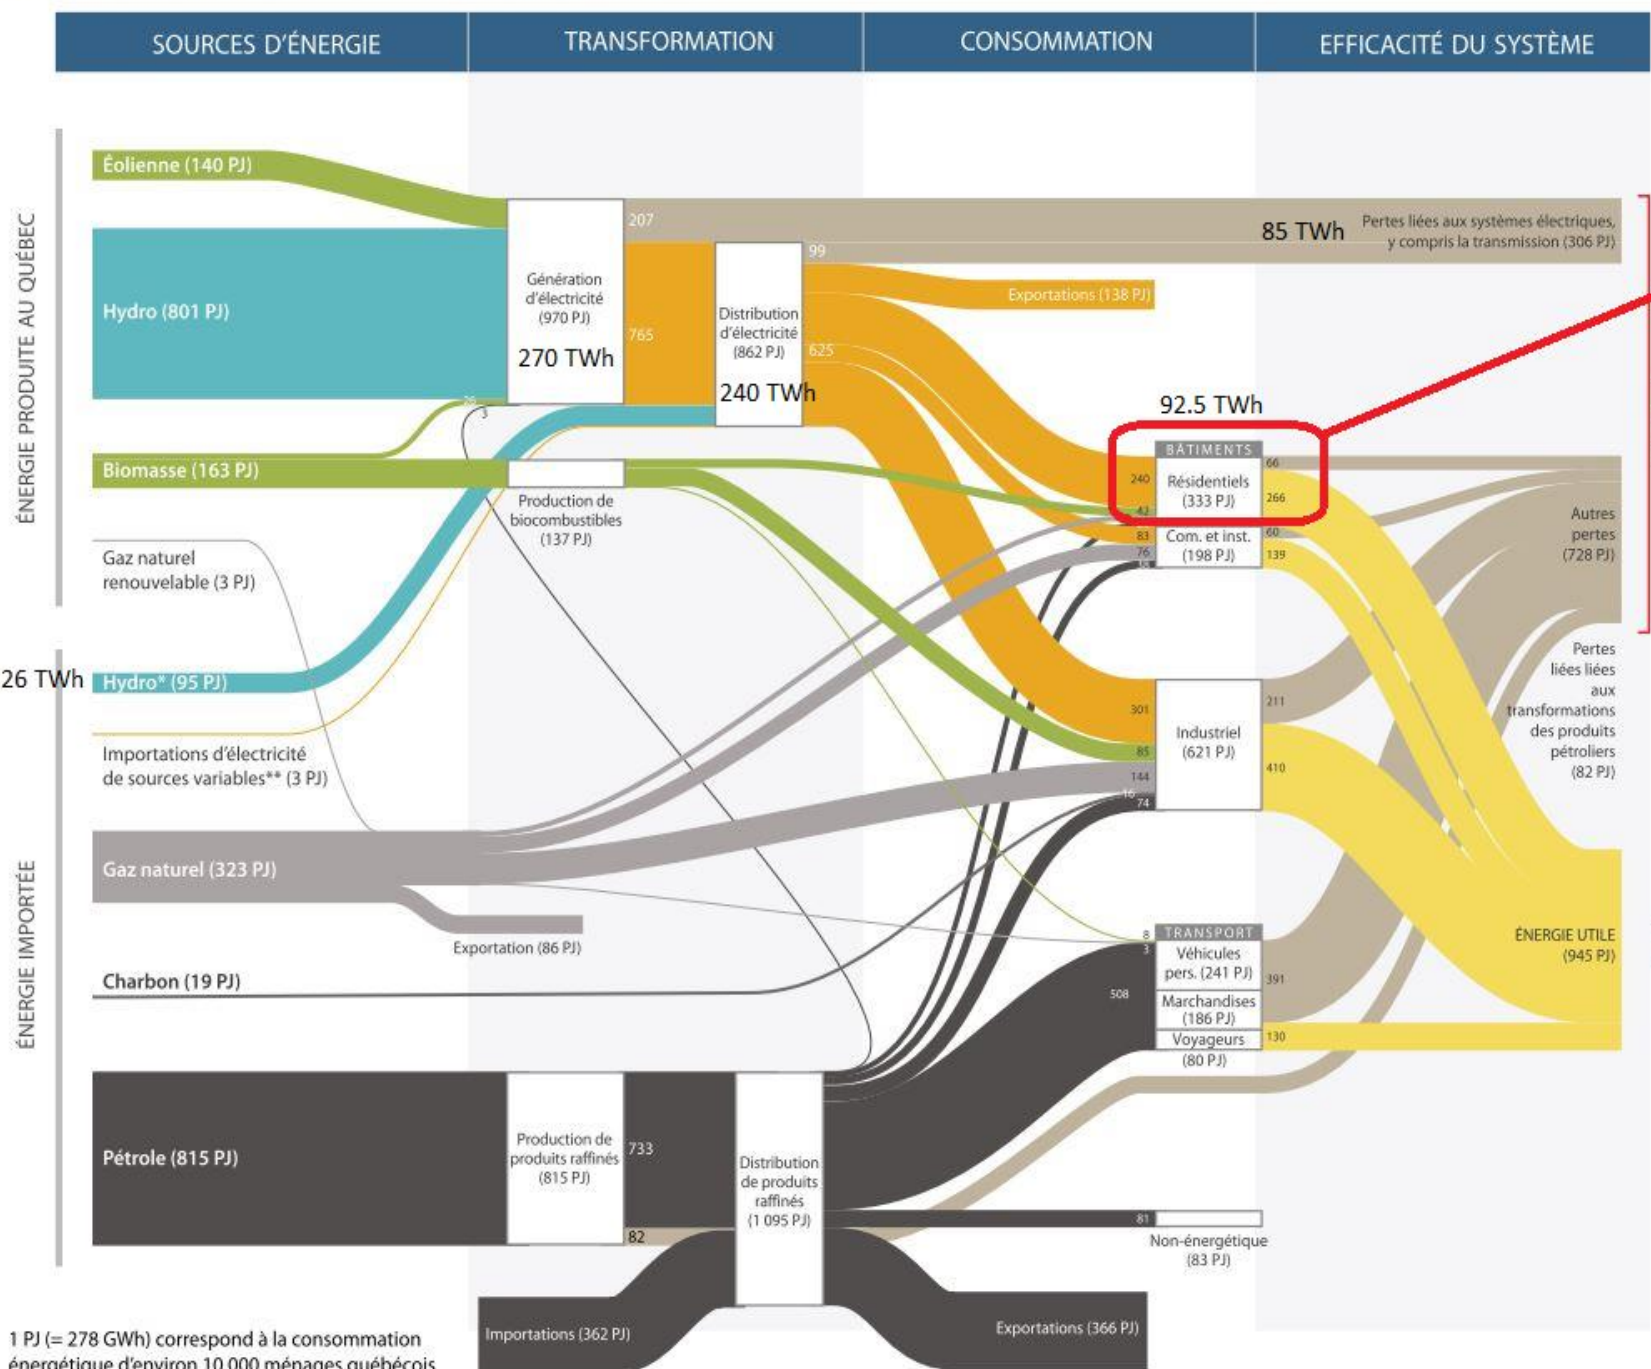 SOURCES D'ÉNERGIE
TRANSFORMATION
CONSOMMATION
EFFICACITÉ DU SYSTÈME
ÉNERGIE PRODUITE AU QUÉBEC
Éolienne (140 PJ)
Hydro (801 PJ)
Biomasse (163 PJ)
Gaz naturel
renouvelable (3 PJ)
ÉNERGIE IMPORTÉE
26 TWh
Hydro* (95 PJ)
Importations d'électricité
de sources variables** (3 PJ)
Gaz naturel (323 PJ)
Exportation (86 PJ)
Charbon (19 PJ)
Pétrole (815 PJ)
Génération
d'électricité
(970 PJ)
270 TWh
3
207
765
Distribution
d'électricité
(862 PJ)
240 TWh
99
625
Production de
biocombustibles
(137 PJ)
Production de
produits raffinés
(815 PJ)
733
82
Distribution
de produits
raffinés
(1 095 PJ)
Importations (362 PJ)
Exportations (366 PJ)
Exportations (138 PJ)
92.5 TWh
BÂTIMENTS
240
Résidentiels
(333 PJ)
66
266
42
83
76
Com. et inst.
(198 PJ)
60
139
301
85
144
16
74
Industriel
(621 PJ)
211
410
8
3
508
TRANSPORT
Véhicules
pers. (241 PJ)
Marchandises
(186 PJ)
Voyageurs
(80 PJ)
391
130
81
Non-énergétique
(83 PJ)
85 TWh
Pertes liées aux systèmes électriques,
y compris la transmission (306 PJ)
Autres
pertes
(728 PJ)
Pertes
liées liées
aux
transformations
des produits
pétroliers
(82 PJ)
ÉNERGIE UTILE
(945 PJ)
1 PJ (= 278 GWh) correspond à la consommation
énergétique d'environ 10 000 ménages québécois